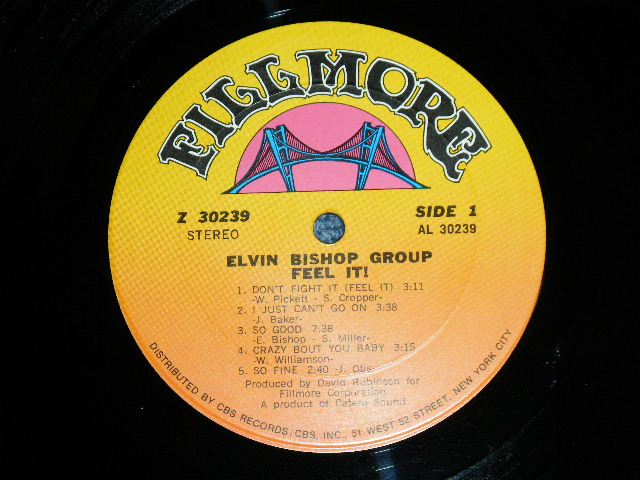 FILLMORE
Z 30239
STEREO
SIDE 1
AL 30239
ELVIN BISHOP GROUP
FEEL IT!
1. DON'T FIGHT IT (FEEL IT) 3:11
-W. Pickett - S. Cropper-
2. I JUST CAN'T GO ON 3:38
-J. Baker-
3. SO GOOD 7:38
-E. Bishop - S. Miller-
4. CRAZY BOUT YOU BABY 3:15
-W. Williamson-
5. SO FINE 2:40 -J. Otis-
Produced by David Rubinson for
Fillmore Corporation
A product of Catero Sound
DISTRIBUTED BY CBS RECORDS/CBS, INC., 51 WEST 52 STREET, NEW YORK CITY